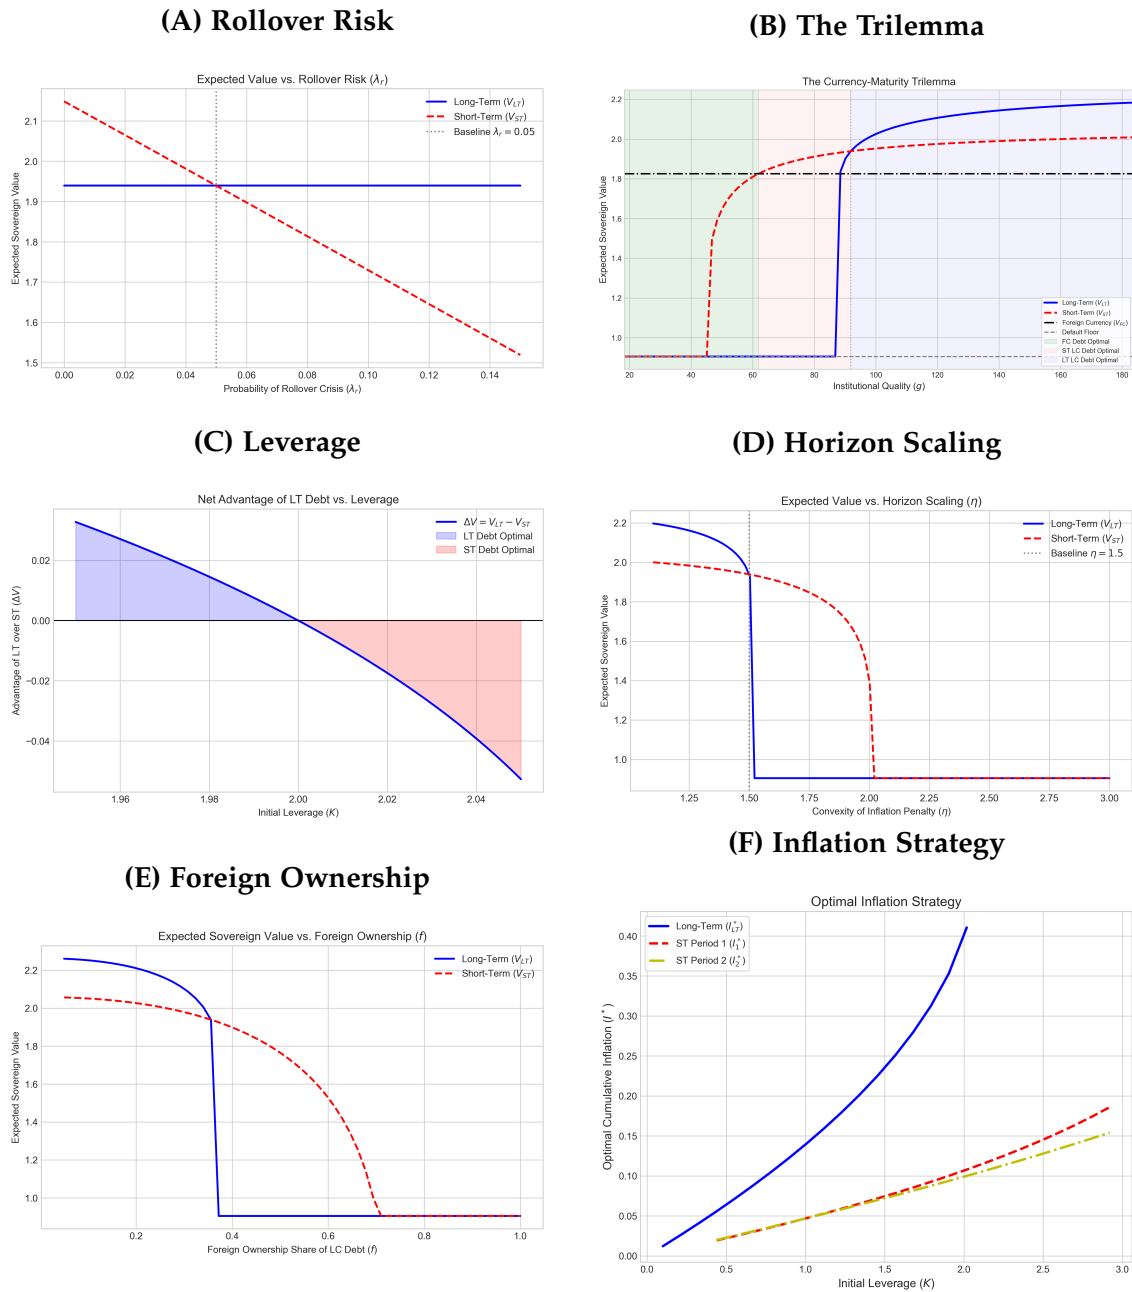 (A) Rollover Risk
Expected Value vs. Rollover Risk (λr)
Long-Term (VLT)
Short-Term (VST)
Baseline λr = 0.05
2.1
2.0
1.9
1.8
1.7
1.6
1.5
Expected Sovereign Value
0.00 0.02 0.04 0.06 0.08 0.10 0.12 0.14
Probability of Rollover Crisis (λr)
(B) The Trilemma
The Currency-Maturity Trilemma
2.2
2.0
1.8
1.6
1.4
1.2
1.0
Expected Sovereign Value
Long-Term (VLT)
Short-Term (VST)
Foreign Currency (VFC)
Default Floor
FC Debt Optimal
ST LC Debt Optimal
LT LC Debt Optimal
20 40 60 80 100 120 140 160 180
Institutional Quality (g)
(C) Leverage
Net Advantage of LT Debt vs. Leverage
ΔV = VLT − VST
LT Debt Optimal
ST Debt Optimal
0.02
0.00
−0.02
−0.04
Advantage of LT over ST (ΔV)
1.96 1.98 2.00 2.02 2.04
Initial Leverage (K)
(D) Horizon Scaling
Expected Value vs. Horizon Scaling (η)
Long-Term (VLT)
Short-Term (VST)
Baseline η = 1.5
2.2
2.0
1.8
1.6
1.4
1.2
1.0
Expected Sovereign Value
1.25 1.50 1.75 2.00 2.25 2.50 2.75 3.00
Convexity of Inflation Penalty (η)
(E) Foreign Ownership
Expected Sovereign Value vs. Foreign Ownership (f)
Long-Term (VLT)
Short-Term (VST)
2.2
2.0
1.8
1.6
1.4
1.2
1.0
Expected Sovereign Value
0.2 0.4 0.6 0.8 1.0
Foreign Ownership Share of LC Debt (f)
(F) Inflation Strategy
Optimal Inflation Strategy
Long-Term (I*LT)
ST Period 1 (I*1)
ST Period 2 (I*2)
0.40
0.35
0.30
0.25
0.20
0.15
0.10
0.05
0.00
Optimal Cumulative Inflation (I*)
0.0 0.5 1.0 1.5 2.0 2.5 3.0
Initial Leverage (K)